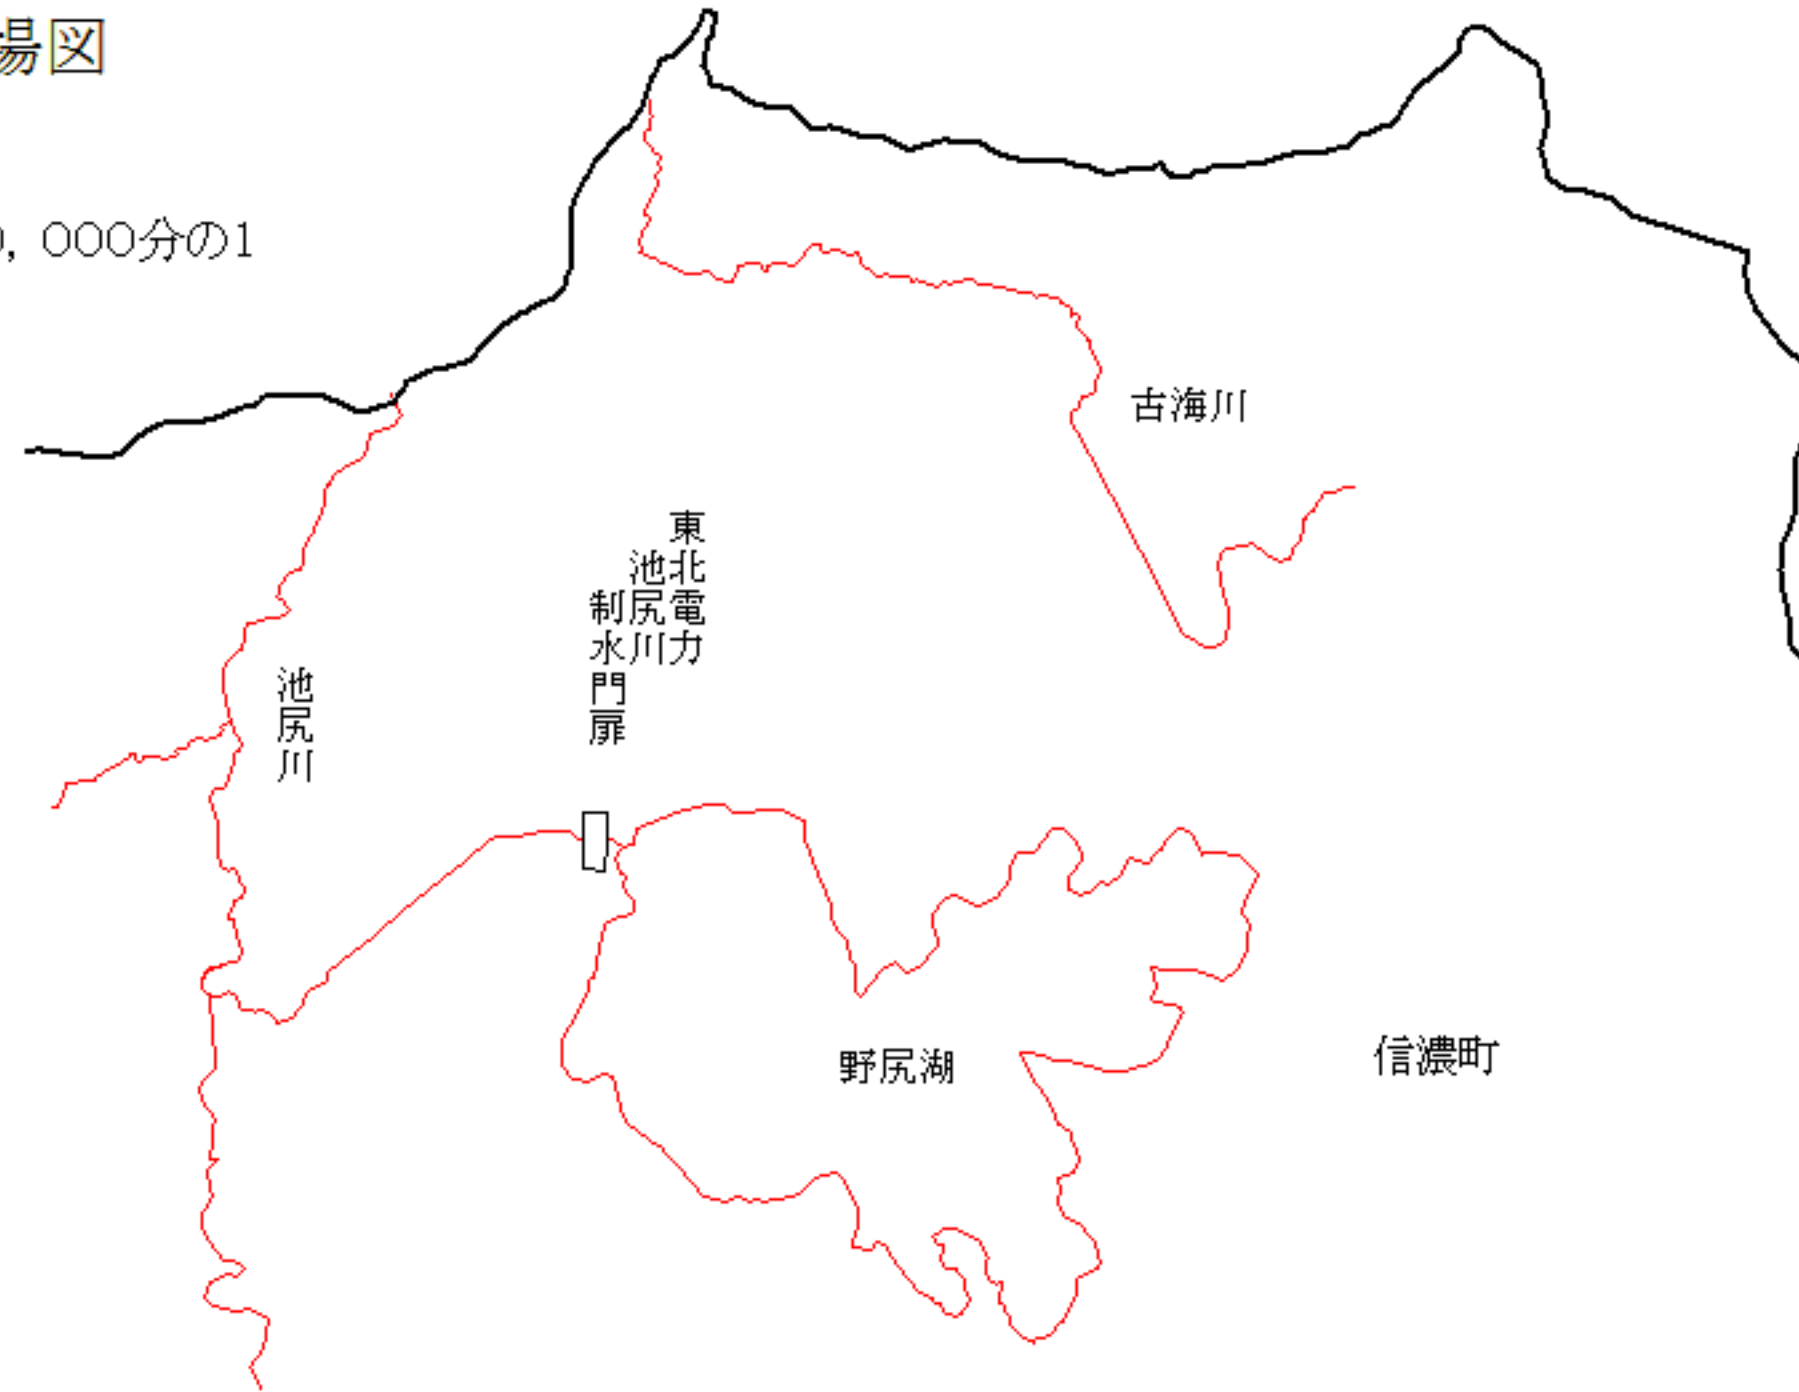 場図
，000分の1
古海川
東北電力
池尻川
制水門扉
池尻川
野尻湖
信濃町